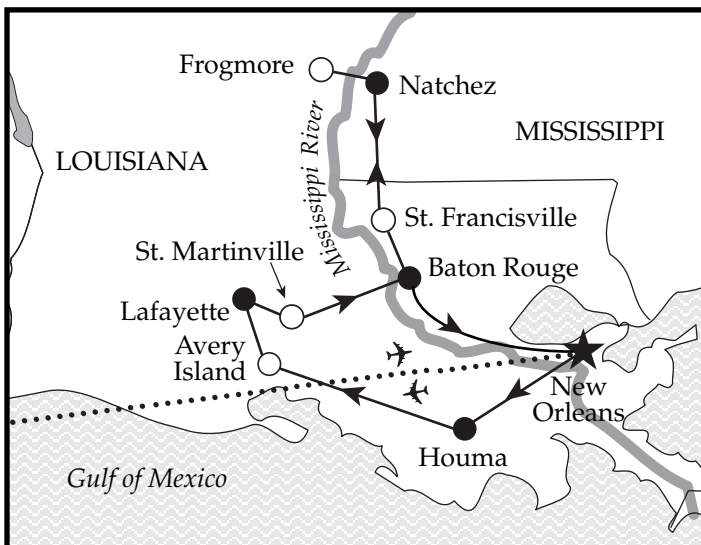 Frogmore
Natchez
MISSISSIPPI
LOUISIANA
Mississippi River
St. Francisville
St. Martinville
Baton Rouge
Lafayette
Avery
Island
New
Orleans
Houma
Gulf of Mexico